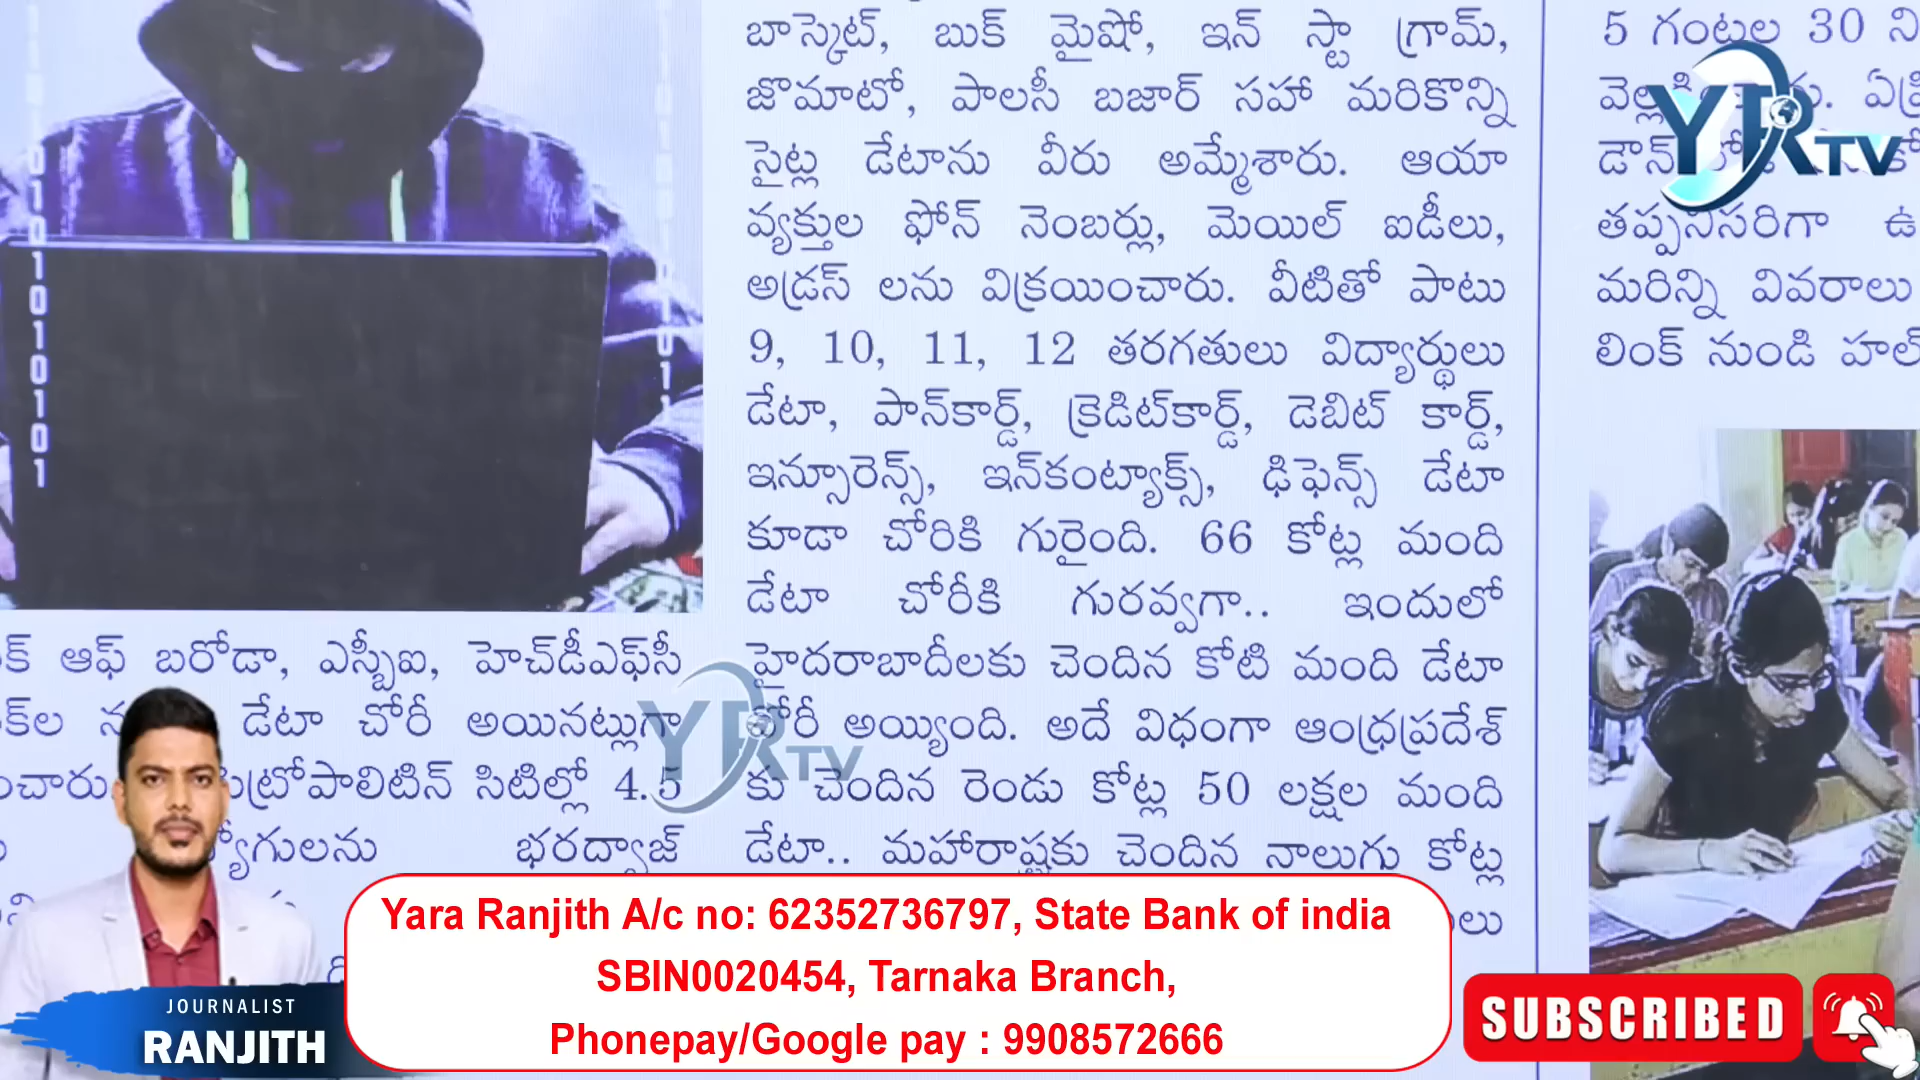 బాస్కెట్, బుక్ మైషో, ఇన్ స్టా గ్రామ్,
జొమాటో, పాలసీ బజార్ సహా మరికొన్ని
సైట్ల డేటాను వీరు అమ్మేశారు. ఆయా
వ్యక్తుల ఫోన్ నెంబర్లు, మెయిల్ ఐడీలు,
అడ్రస్ లను విక్రయించారు. వీటితో పాటు
9, 10, 11, 12 తరగతులు విద్యార్థులు
డేటా, పాన్‌కార్డ్, క్రెడిట్‌కార్డ్, డెబిట్ కార్డ్,
ఇన్సూరెన్స్, ఇన్‌కంట్యాక్స్, ఢిఫెన్స్ డేటా
కూడా చోరికి గురైంది. 66 కోట్ల మంది
డేటా చోరీకి గురవ్వగా.. ఇందులో
హైదరాబాదీలకు చెందిన కోటి మంది డేటా
చోరీ అయ్యింది. అదే విధంగా ఆంధ్రప్రదేశ్
కు చెందిన రెండు కోట్ల 50 లక్షల మంది
డేటా.. మహారాష్ట్రకు చెందిన నాలుగు కోట్ల
ఆఫ్ బరోడా, ఎస్బీఐ, హెచ్‌డీఎఫ్‌సీ
డేటా చోరీ అయినట్లుగా
సిటిల్లో 4.5
భరద్వాజ్
5 గంటల 30 ని
తప్పనిసరిగా ఉ
మరిన్ని వివరాలు
లింక్ నుండి హల్
YR TV
YR TV
JOURNALIST
RANJITH
Yara Ranjith A/c no: 62352736797, State Bank of india
SBIN0020454, Tarnaka Branch,
Phonepay/Google pay : 9908572666
SUBSCRIBED